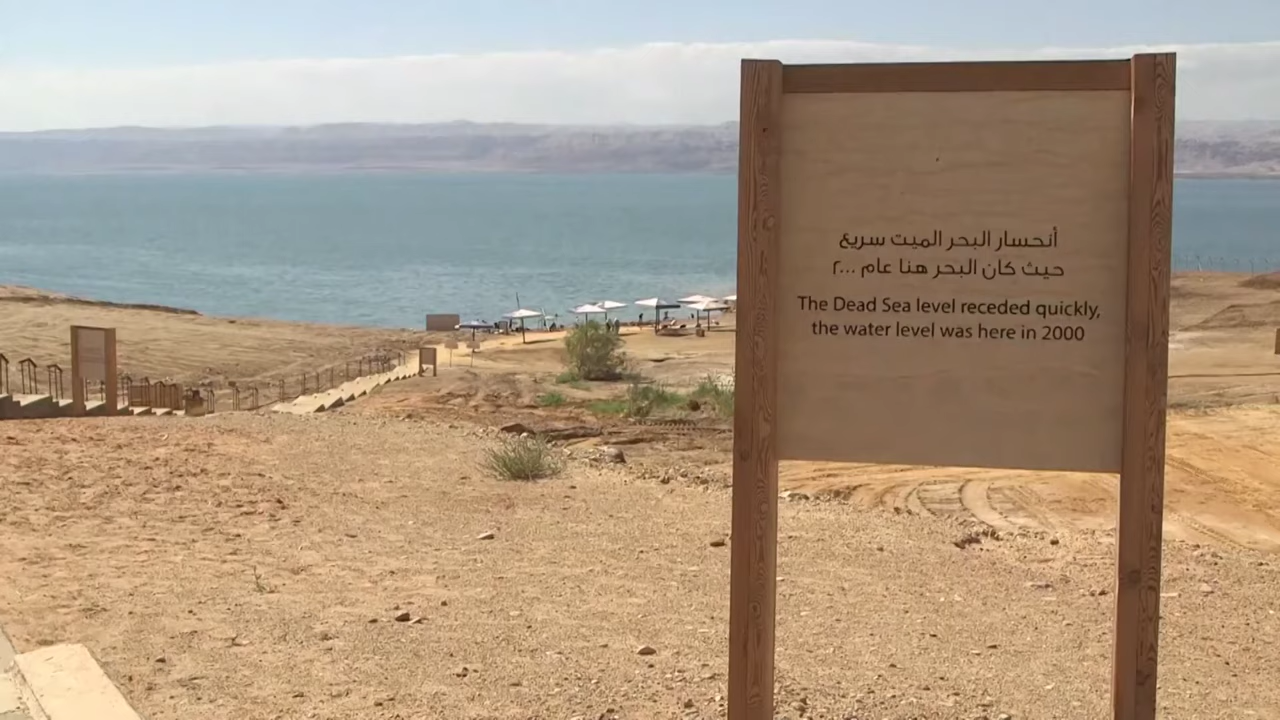 أنحسار البحر الميت سريع
حيث كان البحر هنا عام ٢٠٠٠
The Dead Sea level receded quickly,
the water level was here in 2000